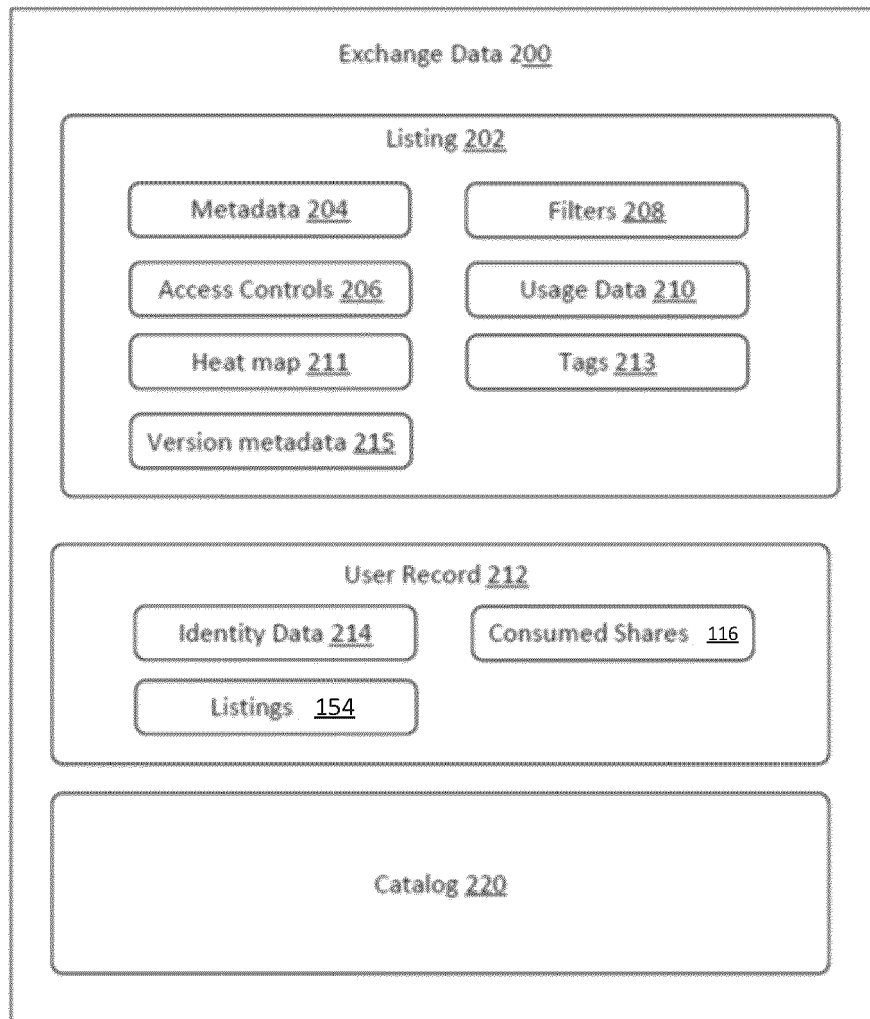 Exchange Data 200
Listing 202
Metadata 204
Filters 208
Access Controls 206
Usage Data 210
Heat map 211
Tags 213
Version metadata 215
User Record 212
Identity Data 214
Consumed Shares 116
Listings 154
Catalog 220